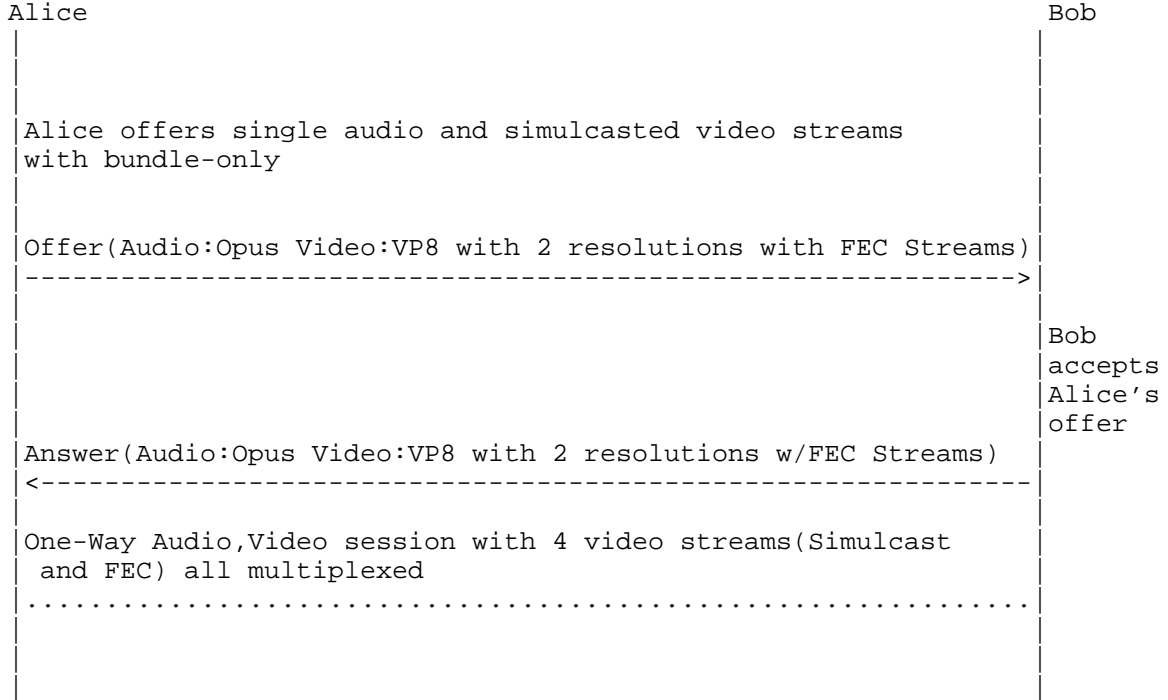 Alice Bob
Alice offers single audio and simulcasted video streams
with bundle-only
Offer(Audio:Opus Video:VP8 with 2 resolutions with FEC Streams)
Bob
accepts
Alice's
offer
Answer(Audio:Opus Video:VP8 with 2 resolutions w/FEC Streams)
One-Way Audio,Video session with 4 video streams(Simulcast
and FEC) all multiplexed